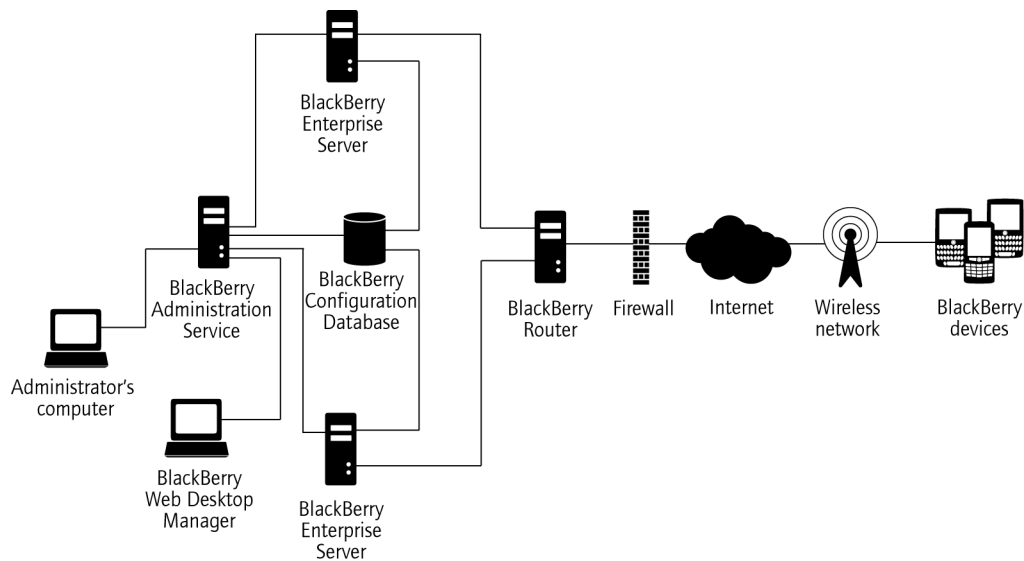 BlackBerry
Enterprise
Server
BlackBerry
Administration
Service
BlackBerry
Configuration
Database
BlackBerry
Router
Firewall
Internet
Wireless
network
BlackBerry
devices
Administrator's
computer
BlackBerry
Web Desktop
Manager
BlackBerry
Enterprise
Server